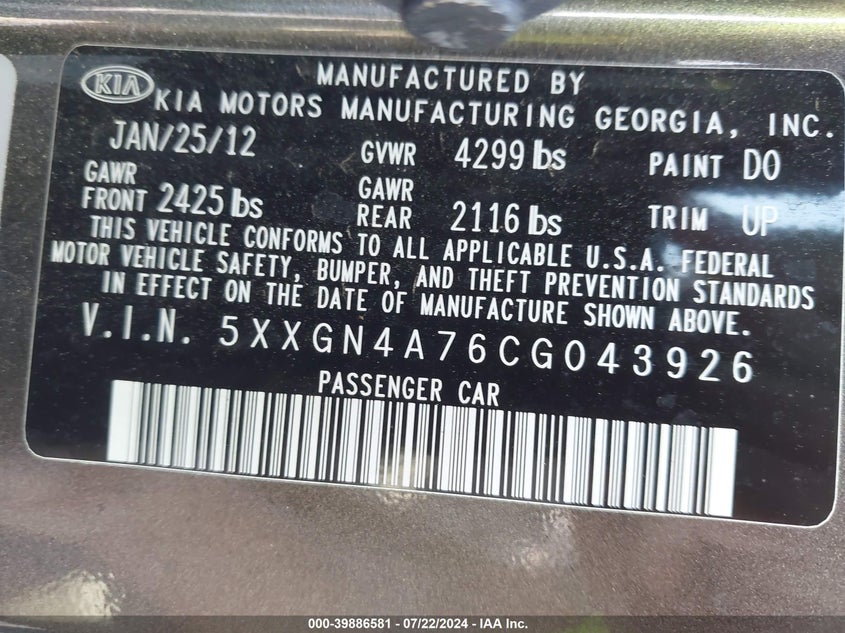 MANUFACTURED BY
KIA KIA MOTORS MANUFACTURING GEORGIA, INC.
JAN/25/12 GVWR 4299 lbs PAINT D0
GAWR GAWR
FRONT 2425 lbs REAR 2116 lbs TRIM UP
THIS VEHICLE CONFORMS TO ALL APPLICABLE U.S.A. FEDERAL
MOTOR VEHICLE SAFETY, BUMPER, AND THEFT PREVENTION STANDARDS
IN EFFECT ON THE DATE OF MANUFACTURE SHOWN ABOVE.
V.I.N. 5XXGN4A76CG043926
PASSENGER CAR
000-39886581 - 07/22/2024 - IAA Inc.